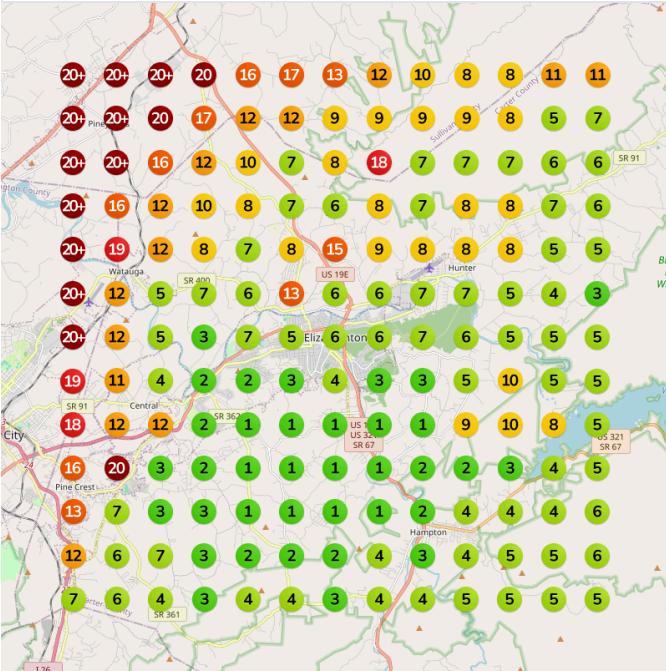 20+ 20+ 20+ 20 16 17 13 12 10 8 8 11 11
20+ 20+ 20 17 12 12 9 9 9 9 8 5 7
Sullivan County
Carter County
20+ 20+ 16 12 10 7 8 18 7 7 7 6 6
SR 91
20+ 16 12 10 8 7 6 8 7 8 8 7 6
20+ 19 12 8 7 8 15 9 8 8 8 5 5
Watauga
SR 400
US 19E
Hunter
20+ 12 5 7 6 13 6 6 7 7 5 4 3
20+ 12 5 3 7 5 6 6 7 6 5 5 5
19 11 4 2 2 3 4 3 3 5 10 5 5
SR 91
Central
SR 362
18 12 12 2 1 1 1 1 1 9 10 8 5
City
SR 67
US 321
SR 67
16 20 3 2 1 1 1 1 2 2 3 4 5
Pine Crest
13 7 3 3 1 1 1 1 2 4 4 4 6
Hampton
12 6 7 3 2 2 2 4 3 4 5 5 6
7 6 4 3 4 4 3 4 4 5 5 5 5
SR 361
I 26